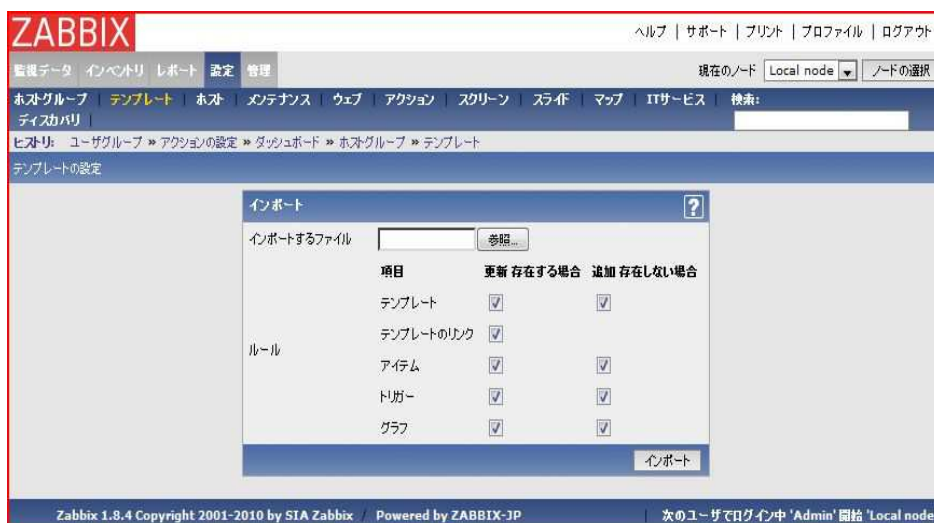 ZABBIX
ヘルプ | サポート | プリント | プロファイル | ログアウト
監視データ インベントリ レポート 設定 管理
現在のノード Local node ノードの選択
ホストグループ | テンプレート | ホスト | メンテナンス | ウェブ | アクション | スクリーン | スライド | マップ | ITサービス | 検索:
ディスカバリ |
ヒストリ: ユーザグループ » アクションの設定 » ダッシュボード » ホストグループ » テンプレート
テンプレートの設定
インポート ?
インポートするファイル 参照...
項目 更新 存在する場合 追加 存在しない場合
テンプレート
テンプレートのリンク
ルール
アイテム
トリガー
グラフ
インポート
Zabbix 1.8.4 Copyright 2001-2010 by SIA Zabbix / Powered by ZABBIX-JP
次のユーザでログイン中 'Admin' 開始 'Local node